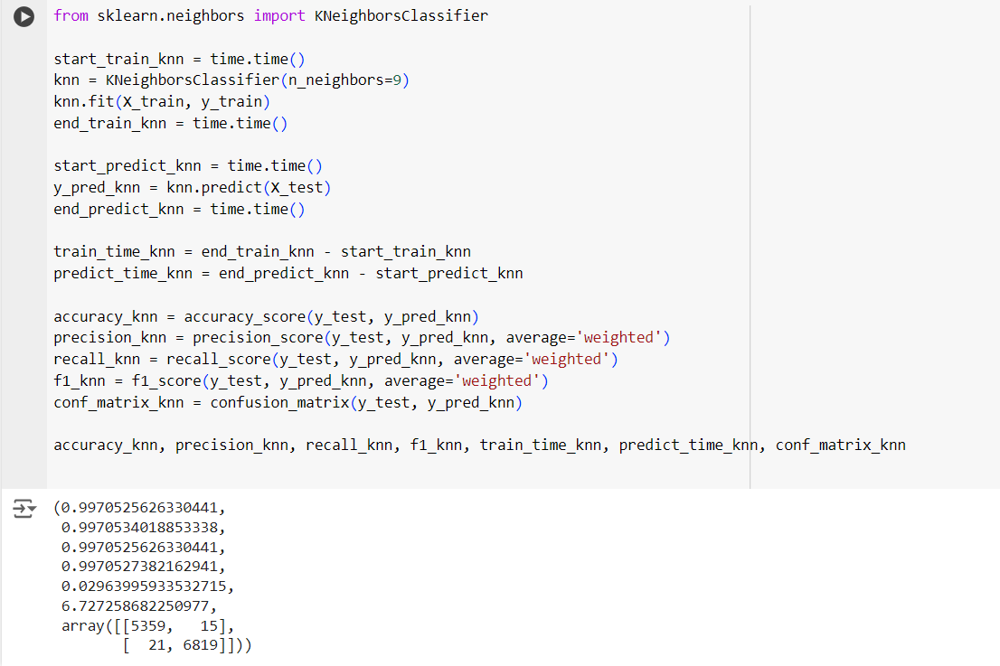 from sklearn.neighbors import KNeighborsClassifier
start_train_knn = time.time()
knn = KNeighborsClassifier(n_neighbors=9)
knn.fit(X_train, y_train)
end_train_knn = time.time()
start_predict_knn = time.time()
y_pred_knn = knn.predict(X_test)
end_predict_knn = time.time()
train_time_knn = end_train_knn - start_train_knn
predict_time_knn = end_predict_knn - start_predict_knn
accuracy_knn = accuracy_score(y_test, y_pred_knn)
precision_knn = precision_score(y_test, y_pred_knn, average='weighted')
recall_knn = recall_score(y_test, y_pred_knn, average='weighted')
f1_knn = f1_score(y_test, y_pred_knn, average='weighted')
conf_matrix_knn = confusion_matrix(y_test, y_pred_knn)
accuracy_knn, precision_knn, recall_knn, f1_knn, train_time_knn, predict_time_knn, conf_matrix_knn
(0.9970525626330441,
0.9970534018853338,
0.9970525626330441,
0.9970527382162941,
0.02963995933532715,
6.727258682250977,
array([[5359,   15],
[  21, 6819]]))